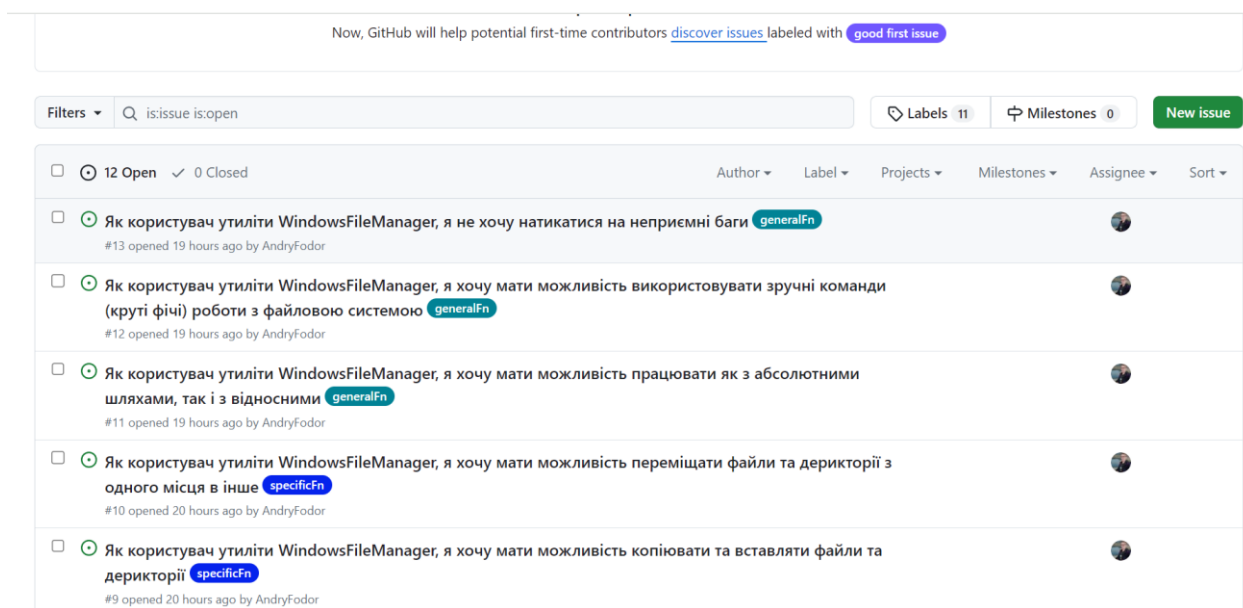 Now, GitHub will help potential first-time contributors discover issues labeled with good first issue
Filters is:issue is:open Labels 11 Milestones 0 New issue
12 Open 0 Closed Author Label Projects Milestones Assignee Sort
Як користувач утиліти WindowsFileManager, я не хочу натикатися на неприємні баги generalFn
#13 opened 19 hours ago by AndryFodor
Як користувач утиліти WindowsFileManager, я хочу мати можливість використовувати зручні команди
(круті фічі) роботи з файловою системою generalFn
#12 opened 19 hours ago by AndryFodor
Як користувач утиліти WindowsFileManager, я хочу мати можливість працювати як з абсолютними
шляхами, так і з відносними generalFn
#11 opened 19 hours ago by AndryFodor
Як користувач утиліти WindowsFileManager, я хочу мати можливість переміщати файли та дерикторії з
одного місця в інше specificFn
#10 opened 20 hours ago by AndryFodor
Як користувач утиліти WindowsFileManager, я хочу мати можливість копіювати та вставляти файли та
дерикторії specificFn
#9 opened 20 hours ago by AndryFodor